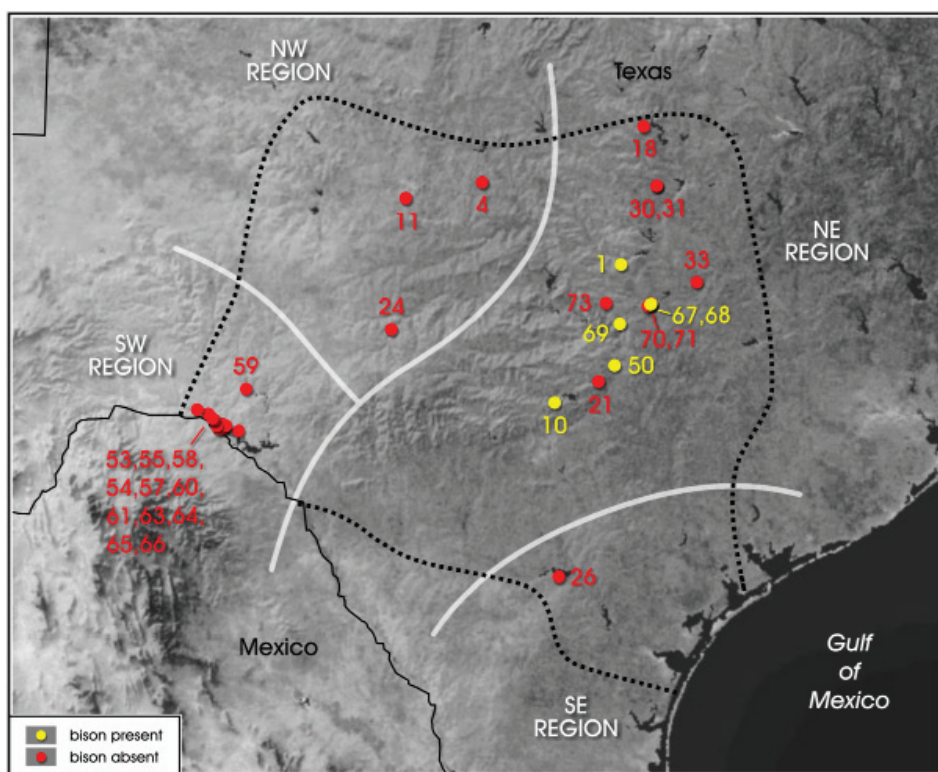 NW
REGION
Texas
18
11
4
30,31
NE
REGION
1
33
73
67,68
24
69
70,71
SW
REGION
59
50
21
10
53,55,58,
54,57,60,
61,63,64,
65,66
26
Mexico
Gulf
of
Mexico
SE
REGION
bison present
bison absent